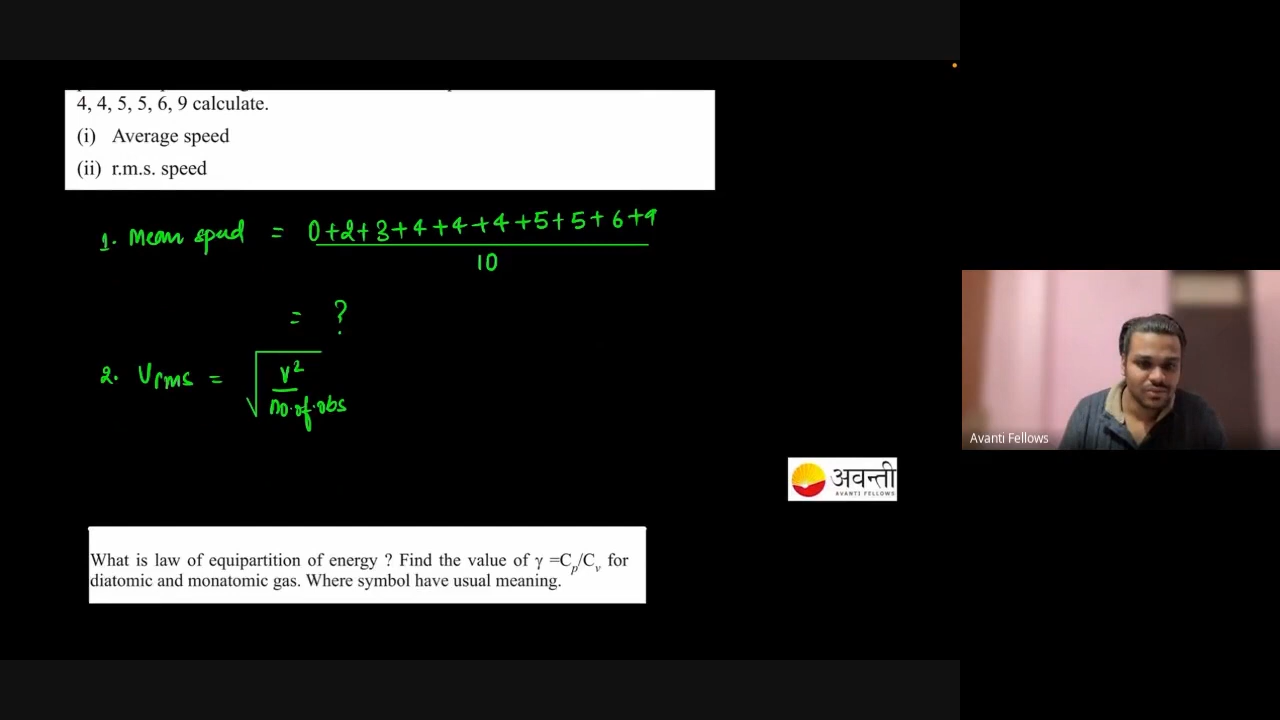 4, 4, 5, 5, 6, 9 calculate.
(i) Average speed
(ii) r.m.s. speed
1. Mean speed = 0+2+3+4+4+4+5+5+6+9
10
= ?
2. Vrms = √ V²
no.of.obs
Avanti Fellows
अवन्ती
AVANTI FELLOWS
What is law of equipartition of energy ? Find the value of γ =Cp/Cv for
diatomic and monatomic gas. Where symbol have usual meaning.